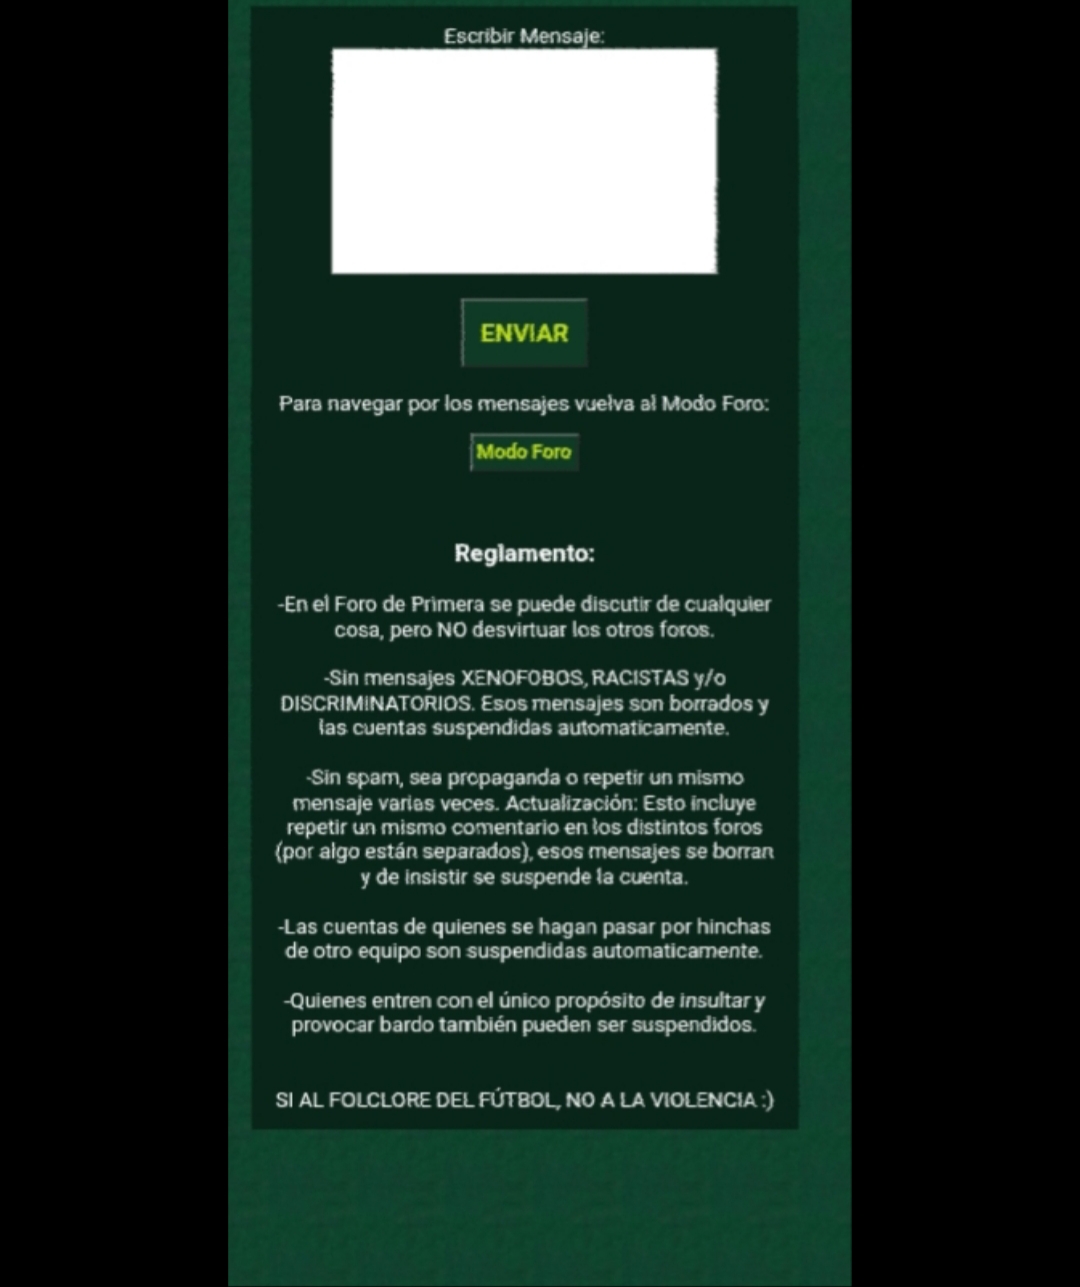 Escribir Mensaje:
ENVIAR
Para navegar por los mensajes vuelva al Modo Foro:
Modo Foro
Reglamento:
-En el Foro de Primera se puede discutir de cualquier
cosa, pero NO desvirtuar los otros foros.
-Sin mensajes XENOFOBOS, RACISTAS y/o
DISCRIMINATORIOS. Esos mensajes son borrados y
las cuentas suspendidas automaticamente.
-Sin spam, sea propaganda o repetir un mismo
mensaje varias veces. Actualización: Esto incluye
repetir un mismo comentario en los distintos foros
(por algo están separados), esos mensajes se borran
y de insistir se suspende la cuenta.
-Las cuentas de quienes se hagan pasar por hinchas
de otro equipo son suspendidas automaticamente.
-Quienes entren con el único propósito de insultar y
provocar bardo también pueden ser suspendidos.
SI AL FOLCLORE DEL FÚTBOL, NO A LA VIOLENCIA :)